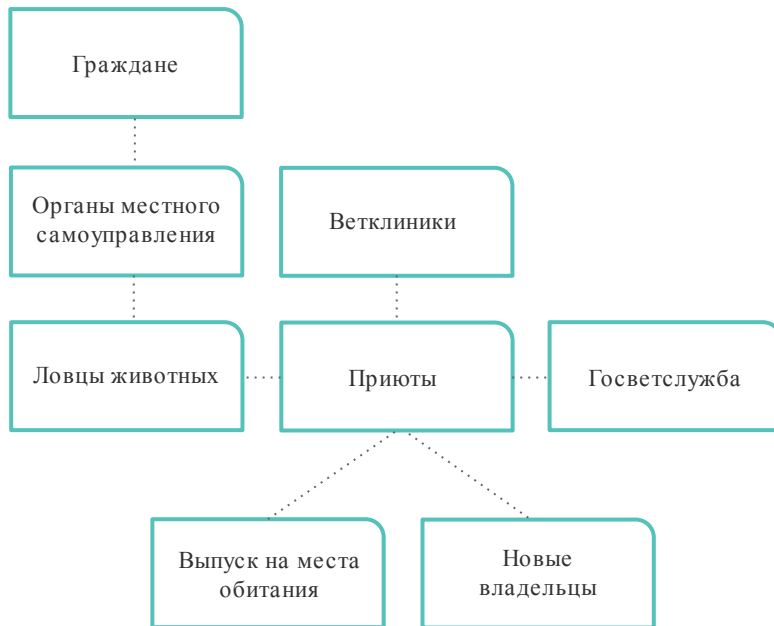 Граждане
Органы местного
самоуправления
Ветклиники
Ловцы животных
Приюты
Госветслужба
Выпуск на места
обитания
Новые
владельцы